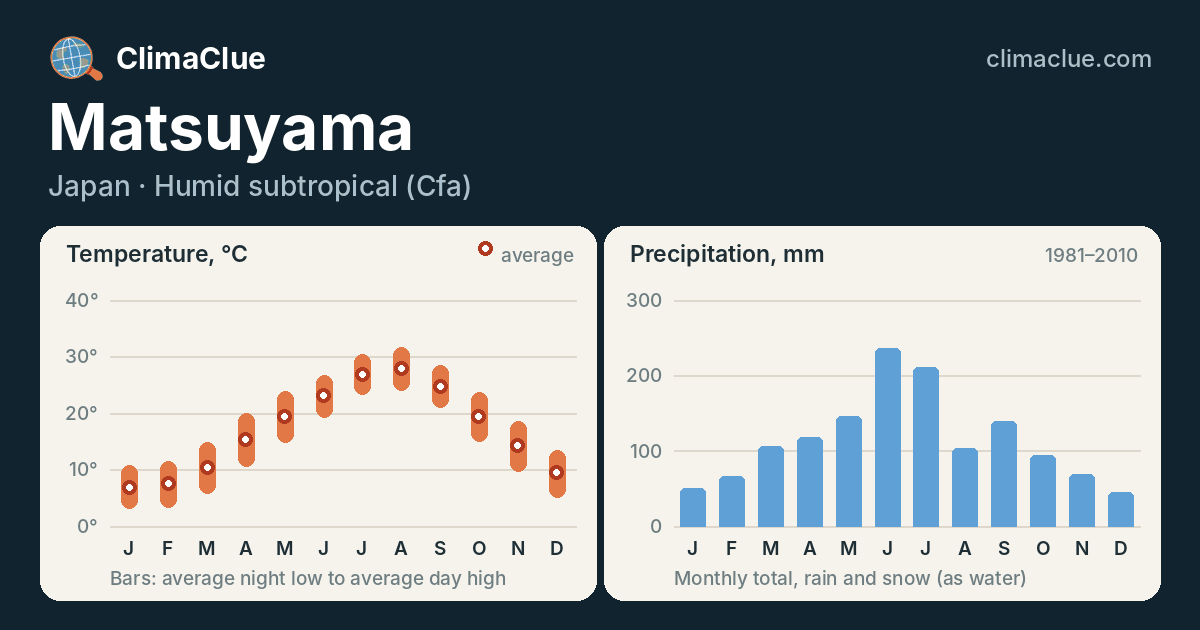 ClimaClue
climaclue.com
Matsuyama
Japan · Humid subtropical (Cfa)
Temperature, °C
average
40°
30°
20°
10°
0°
J F M A M J J A S O N D
Bars: average night low to average day high
Precipitation, mm
1981–2010
300
200
100
0
J F M A M J J A S O N D
Monthly total, rain and snow (as water)